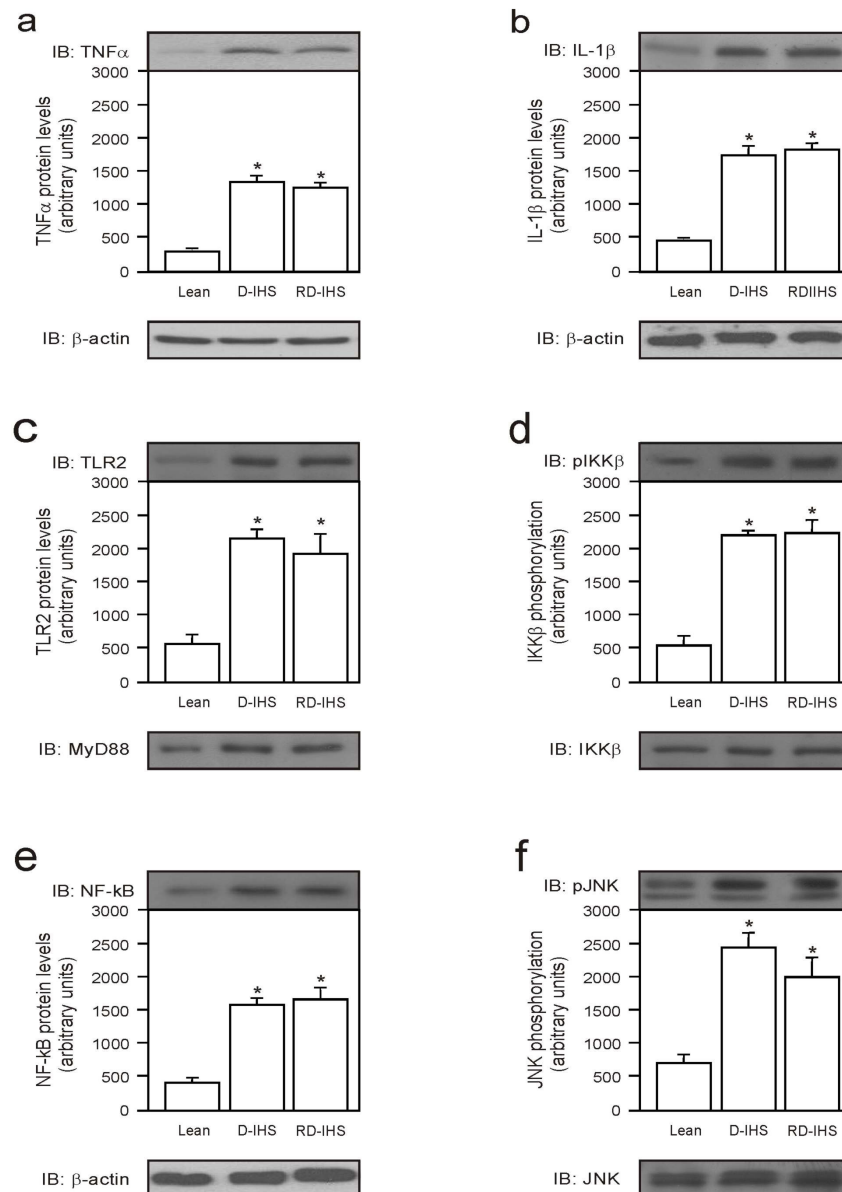 a
IB: TNFα
3000
2500
2000
1500
1000
500
0
TNFα protein levels
(arbitrary units)
*
*
Lean D-IHS RD-IHS
IB: β-actin
b
IB: IL-1β
3000
2500
2000
1500
1000
500
0
IL-1β protein levels
(arbitrary units)
*
*
Lean D-IHS RDIIHS
IB: β-actin
c
IB: TLR2
3000
2500
2000
1500
1000
500
0
TLR2 protein levels
(arbitrary units)
*
*
Lean D-IHS RD-IHS
IB: MyD88
d
IB: pIKKβ
3000
2500
2000
1500
1000
500
0
IKKβ phosphorylation
(arbitrary units)
*
*
Lean D-IHS RD-IHS
IB: IKKβ
e
IB: NF-kB
3000
2500
2000
1500
1000
500
0
NF-kB protein levels
(arbitrary units)
*
*
Lean D-IHS RD-IHS
IB: β-actin
f
IB: pJNK
3000
2500
2000
1500
1000
500
0
JNK phosphorylation
(arbitrary units)
*
*
Lean D-IHS RD-IHS
IB: JNK